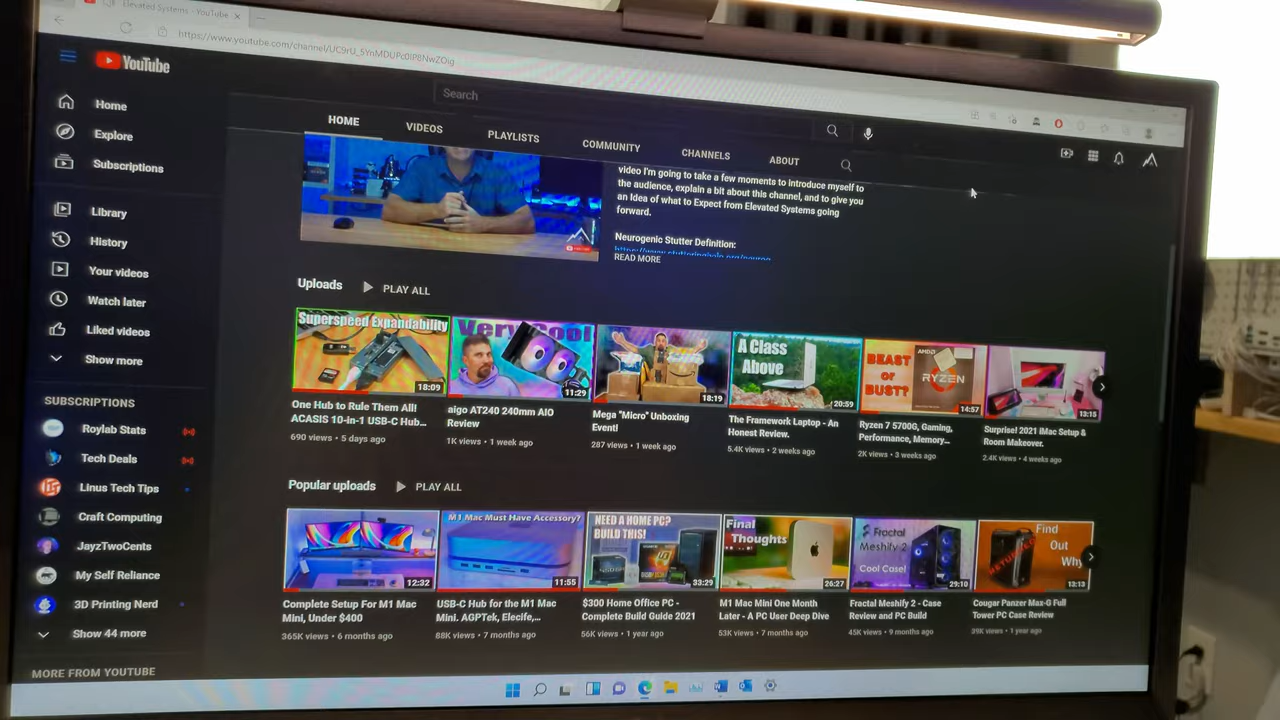 Elevated Systems - YouTube
https://www.youtube.com/channel/UC9rU_5YnMDUPc0IP8NwZOig
YouTube
Search
Home
Explore
Subscriptions
Library
History
Your videos
Watch later
Liked videos
Show more
SUBSCRIPTIONS
Roylab Stats
Tech Deals
Linus Tech Tips
Craft Computing
JayzTwoCents
My Self Reliance
3D Printing Nerd
Show 44 more
MORE FROM YOUTUBE
HOME VIDEOS PLAYLISTS COMMUNITY CHANNELS ABOUT
video I'm going to take a few moments to introduce myself to
the audience, explain a bit about this channel, and to give you
an Idea of what to Expect from Elevated Systems going
forward.
Neurogenic Stutter Definition:
READ MORE
Uploads PLAY ALL
Superspeed Expandability
18:09
One Hub to Rule Them All!
ACASIS 10-in-1 USB-C Hub...
690 views • 5 days ago
Very Cool
11:29
aigo AT240 240mm AIO
Review
1K views • 1 week ago
18:19
Mega "Micro" Unboxing
Event!
287 views • 1 week ago
A Class
Above
20:59
The Framework Laptop - An
Honest Review.
5.4K views • 2 weeks ago
BEAST
or
BUST?
AMD
RYZEN
14:57
Ryzen 7 5700G, Gaming,
Performance, Memory...
2K views • 3 weeks ago
13:15
Surprise! 2021 iMac Setup &
Room Makeover.
2.4K views • 4 weeks ago
Popular uploads PLAY ALL
12:32
Complete Setup For M1 Mac
Mini, Under $400
365K views • 6 months ago
M1 Mac Must Have Accessory?
11:55
USB-C Hub for the M1 Mac
Mini. AGPTek, Elecife,...
88K views • 7 months ago
NEED A HOME PC?
BUILD THIS!
33:29
$300 Home Office PC -
Complete Build Guide 2021
56K views • 1 year ago
Final
Thoughts
26:27
M1 Mac Mini One Month
Later - A PC User Deep Dive
53K views • 7 months ago
Fractal
Meshify 2
Cool Case!
29:10
Fractal Meshify 2 - Case
Review and PC Build
45K views • 9 months ago
Find
Out
Why
RETURNED
13:13
Cougar Panzer Max-G Full
Tower PC Case Review
39K views • 1 year ago